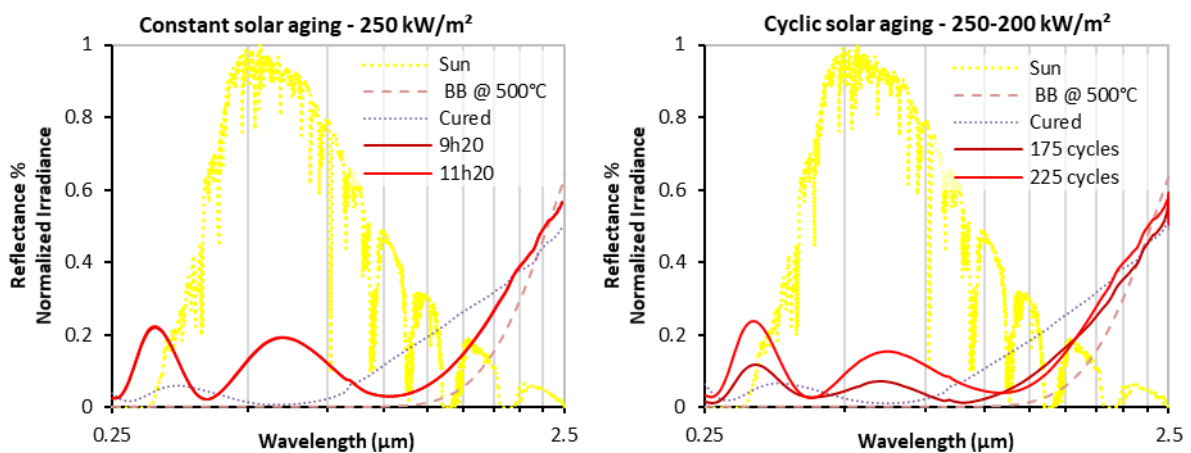 Constant solar aging - 250 kW/m²
Reflectance %
Normalized Irradiance
1
0.8
0.6
0.4
0.2
0
Sun
BB @ 500°C
Cured
9h20
11h20
0.25
Wavelength (µm)
2.5
Cyclic solar aging - 250-200 kW/m²
Reflectance %
Normalized Irradiance
1
0.8
0.6
0.4
0.2
0
Sun
BB @ 500°C
Cured
175 cycles
225 cycles
0.25
Wavelength (µm)
2.5